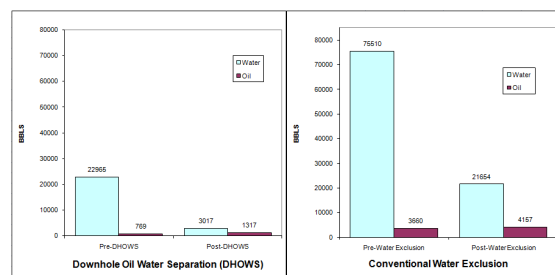 80000
70000
60000
50000
40000
30000
20000
10000
0
BBLS
Water
Oil
22965
769
3017
1317
Pre-DHOWS
Post-DHOWS
Downhole Oil Water Separation (DHOWS)
80000
70000
60000
50000
40000
30000
20000
10000
0
BBLS
Water
Oil
75510
3660
21654
4157
Pre-Water Exclusion
Post-Water Exclusion
Conventional Water Exclusion